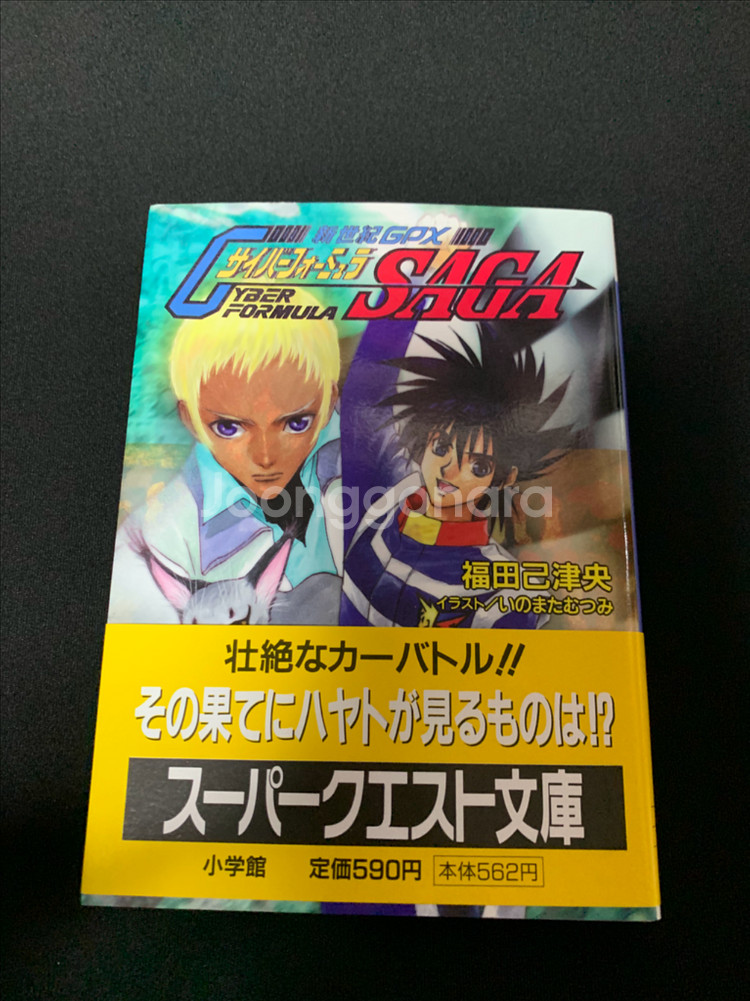 新世紀GPX
サイバーフォーミュラ
CYBER
FORMULA
SAGA
Joonggonara
福田己津央
イラスト/いのまたむつみ
壮絶なカーバトル!!
その果てにハヤトが見るものは!?
スーパークエスト文庫
小学館 定価590円 本体562円